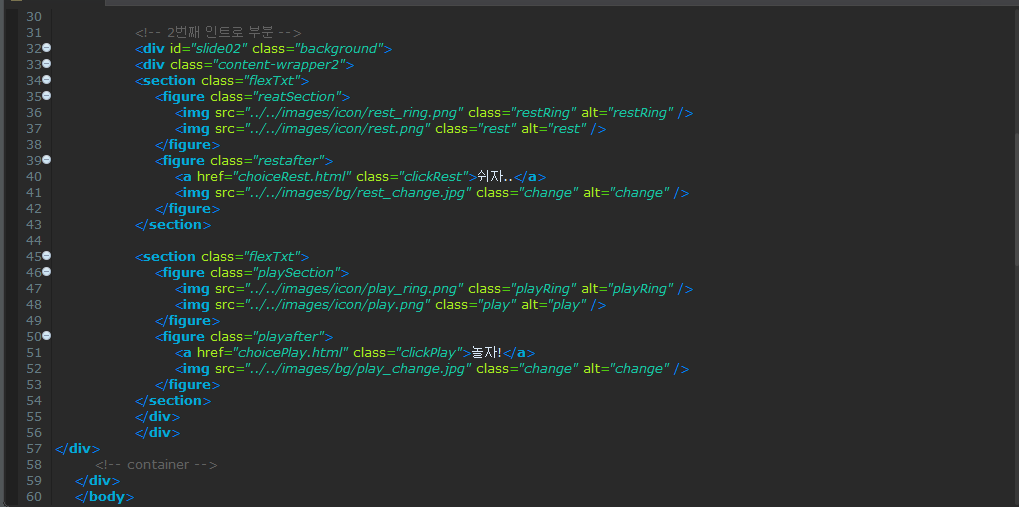 30
31 <!-- 2번째 인트로 부분 -->
32 <div id="slide02" class="background">
33 <div class="content-wrapper2">
34 <section class="flexTxt">
35 <figure class="reatSection">
36 <img src="../../images/icon/rest_ring.png" class="restRing" alt="restRing" />
37 <img src="../../images/icon/rest.png" class="rest" alt="rest" />
38 </figure>
39 <figure class="restafter">
40 <a href="choiceRest.html" class="clickRest">쉬자..</a>
41 <img src="../../images/bg/rest_change.jpg" class="change" alt="change" />
42 </figure>
43 </section>
44
45 <section class="flexTxt">
46 <figure class="playSection">
47 <img src="../../images/icon/play_ring.png" class="playRing" alt="playRing" />
48 <img src="../../images/icon/play.png" class="play" alt="play" />
49 </figure>
50 <figure class="playafter">
51 <a href="choicePlay.html" class="clickPlay">놀자!</a>
52 <img src="../../images/bg/play_change.jpg" class="change" alt="change" />
53 </figure>
54 </section>
55 </div>
56 </div>
57 </div>
58 <!-- container -->
59 </div>
60 </body>